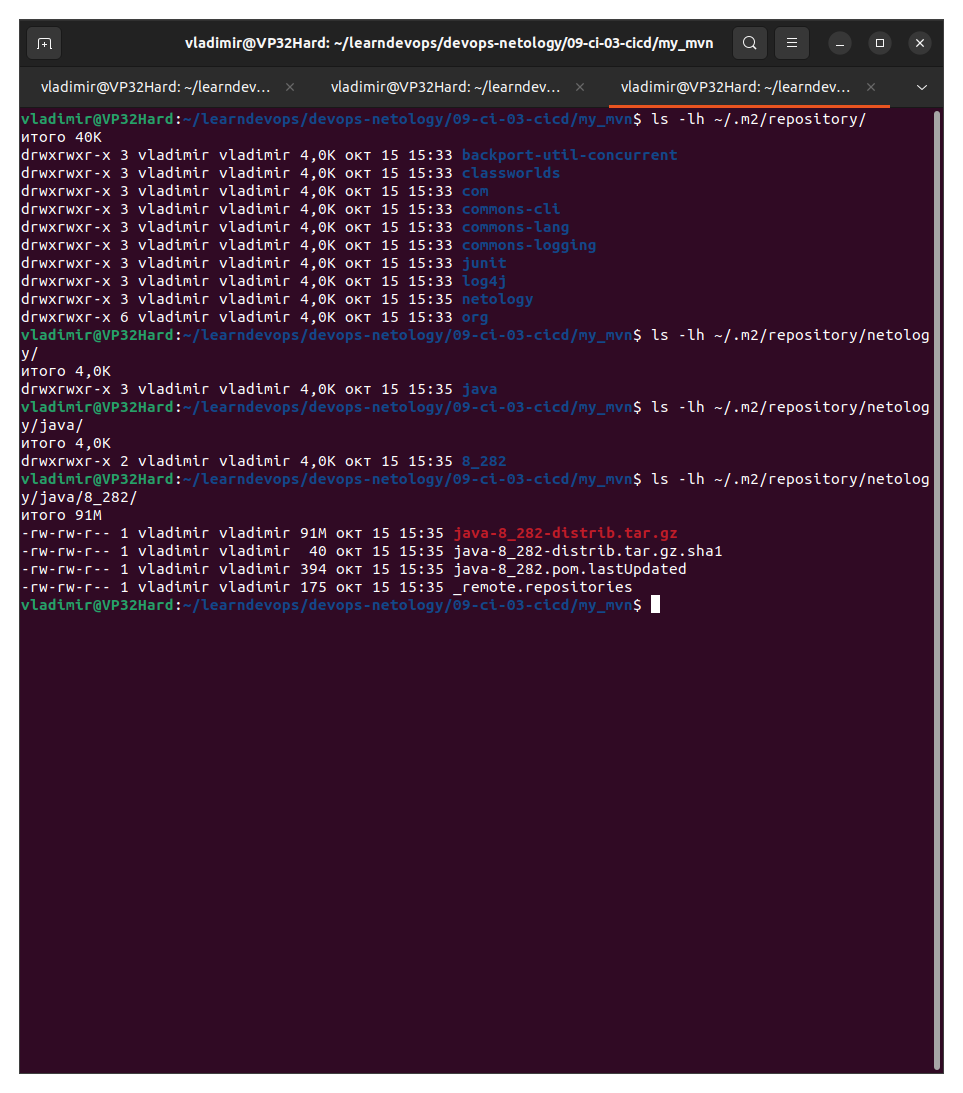 vladimir@VP32Hard: ~/learndevops/devops-netology/09-ci-03-cicd/my_mvn
vladimir@VP32Hard: ~/learndev... vladimir@VP32Hard: ~/learndev... vladimir@VP32Hard: ~/learndev...
vladimir@VP32Hard:~/learndevops/devops-netology/09-ci-03-cicd/my_mvn$ ls -lh ~/.m2/repository/
итого 40K
drwxrwxr-x 3 vladimir vladimir 4,0K окт 15 15:33 backport-util-concurrent
drwxrwxr-x 3 vladimir vladimir 4,0K окт 15 15:33 classworlds
drwxrwxr-x 3 vladimir vladimir 4,0K окт 15 15:33 com
drwxrwxr-x 3 vladimir vladimir 4,0K окт 15 15:33 commons-cli
drwxrwxr-x 3 vladimir vladimir 4,0K окт 15 15:33 commons-lang
drwxrwxr-x 3 vladimir vladimir 4,0K окт 15 15:33 commons-logging
drwxrwxr-x 3 vladimir vladimir 4,0K окт 15 15:33 junit
drwxrwxr-x 3 vladimir vladimir 4,0K окт 15 15:33 log4j
drwxrwxr-x 3 vladimir vladimir 4,0K окт 15 15:35 netology
drwxrwxr-x 6 vladimir vladimir 4,0K окт 15 15:33 org
vladimir@VP32Hard:~/learndevops/devops-netology/09-ci-03-cicd/my_mvn$ ls -lh ~/.m2/repository/netolog
y/
итого 4,0K
drwxrwxr-x 3 vladimir vladimir 4,0K окт 15 15:35 java
vladimir@VP32Hard:~/learndevops/devops-netology/09-ci-03-cicd/my_mvn$ ls -lh ~/.m2/repository/netolog
y/java/
итого 4,0K
drwxrwxr-x 2 vladimir vladimir 4,0K окт 15 15:35 8_282
vladimir@VP32Hard:~/learndevops/devops-netology/09-ci-03-cicd/my_mvn$ ls -lh ~/.m2/repository/netolog
y/java/8_282/
итого 91M
-rw-rw-r-- 1 vladimir vladimir 91M окт 15 15:35 java-8_282-distrib.tar.gz
-rw-rw-r-- 1 vladimir vladimir  40 окт 15 15:35 java-8_282-distrib.tar.gz.sha1
-rw-rw-r-- 1 vladimir vladimir 394 окт 15 15:35 java-8_282.pom.lastUpdated
-rw-rw-r-- 1 vladimir vladimir 175 окт 15 15:35 _remote.repositories
vladimir@VP32Hard:~/learndevops/devops-netology/09-ci-03-cicd/my_mvn$